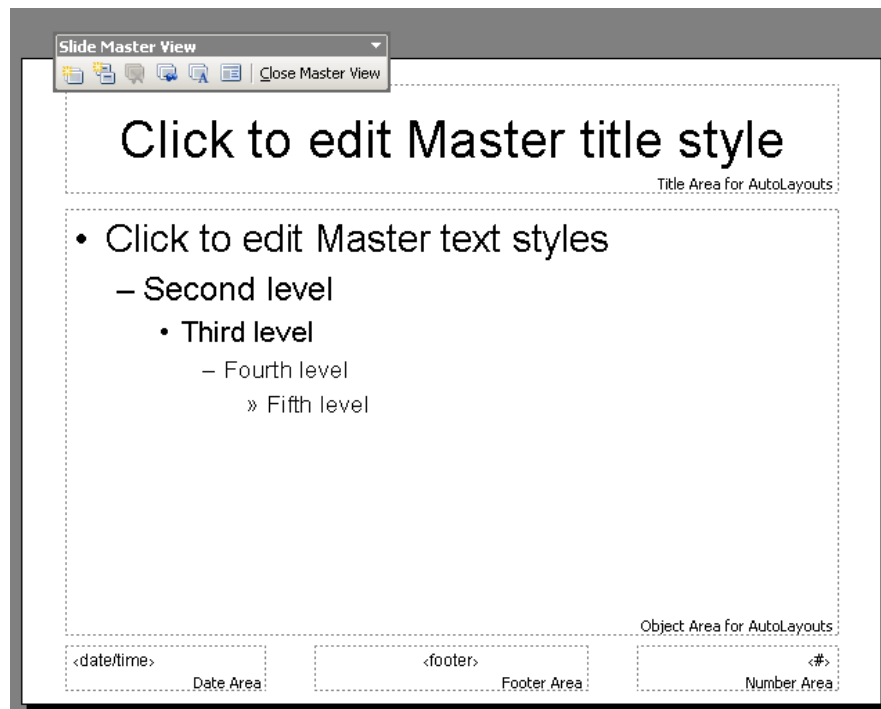 Slide Master View
Close Master View
Click to edit Master title style
Title Area for AutoLayouts
• Click to edit Master text styles
– Second level
• Third level
– Fourth level
» Fifth level
Object Area for AutoLayouts
<date/time>
Date Area
<footer>
Footer Area
<#>
Number Area